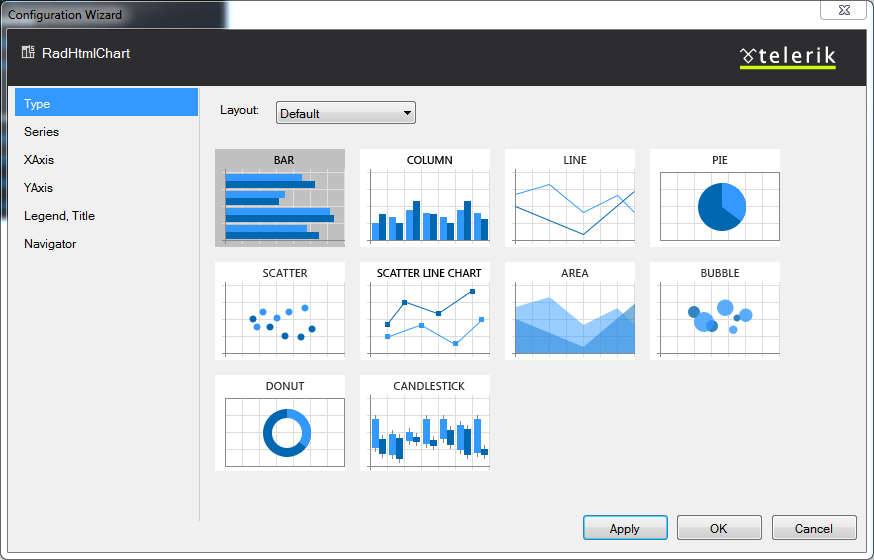 Configuration Wizard
RadHtmlChart
telerik
Type
Series
XAxis
YAxis
Legend, Title
Navigator
Layout:
Default
BAR
COLUMN
LINE
PIE
SCATTER
SCATTER LINE CHART
AREA
BUBBLE
DONUT
CANDLESTICK
Apply
OK
Cancel